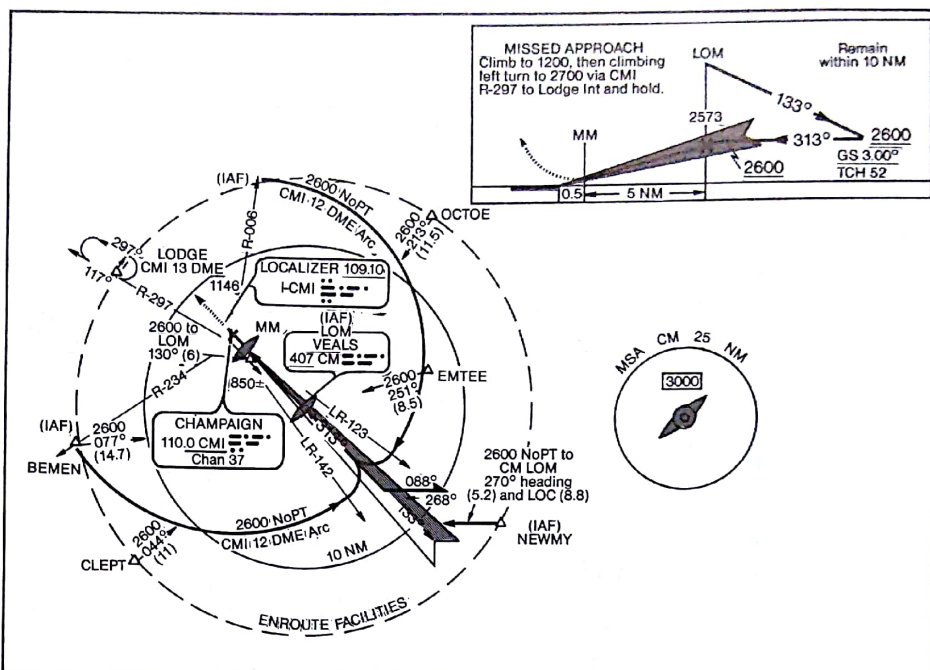 MISSED APPROACH
Climb to 1200, then climbing
left turn to 2700 via CMI
R-297 to Lodge Int and hold.
LOM
Remain
within 10 NM
133°
2573
MM
313°
2600
2600
GS 3.00°
TCH 52
0.5
5 NM
(IAF)
2600 NoPT
CMI 12 DME Arc
R-006
OCTOE
2600
213°
(11.5)
297°
LODGE
CMI 13 DME
117°
R-297
1146
LOCALIZER 109.10
I-CMI
2600 to
LOM
130° (6)
MM
(IAF)
LOM
VEALS
407 CM
R-234
850±
2600
251°
(8.5)
EMTEE
MSA CM 25 NM
3000
(IAF)
2600
077°
(14.7)
BEMEN
CHAMPAIGN
110.0 CMI
Chan 37
LR-123
313°
LR-142
088°
268°
133°
2600 NoPT to
CM LOM
270° heading
(5.2) and LOC (8.8)
(IAF)
NEWMY
2600 NoPT
CMI 12 DME Arc
10 NM
2600
044°
(11)
CLEPT
ENROUTE FACILITIES